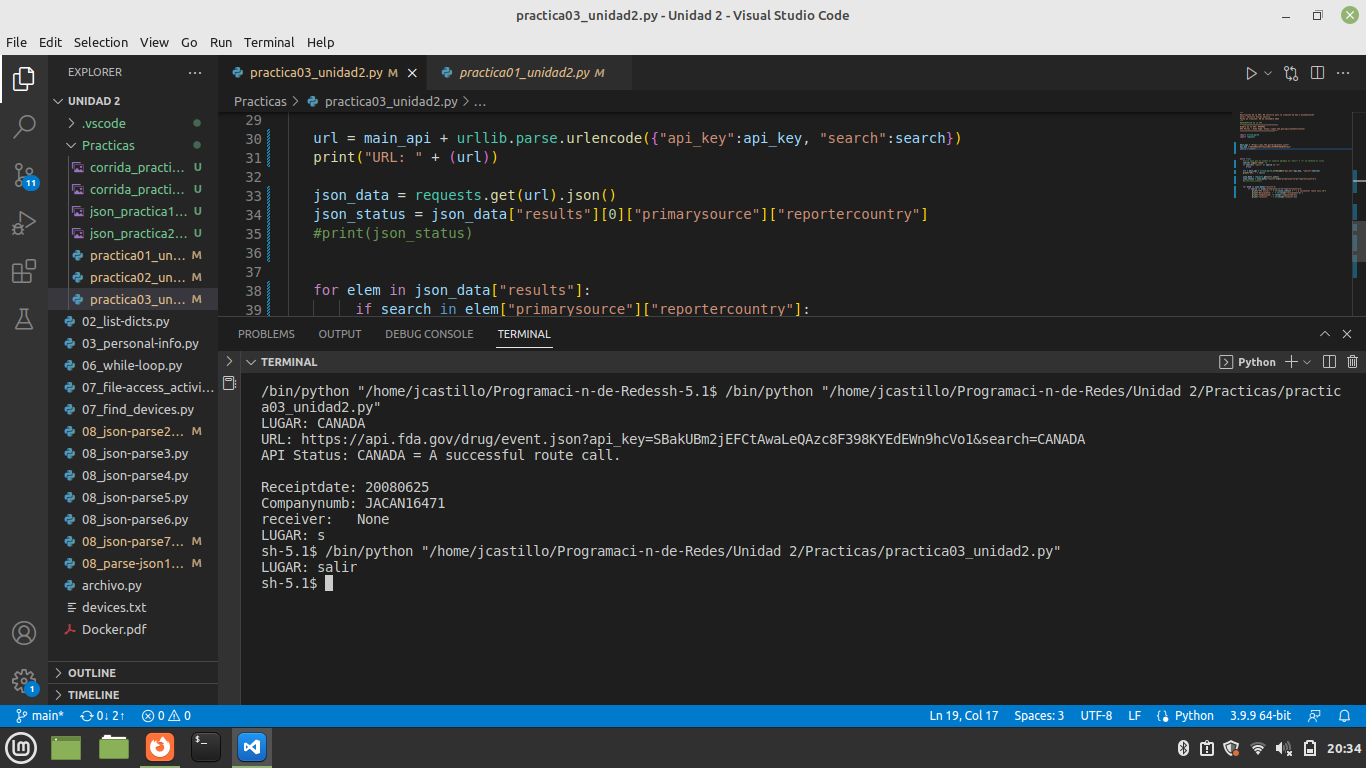 practica03_unidad2.py - Unidad 2 - Visual Studio Code
File Edit Selection View Go Run Terminal Help
EXPLORER
UNIDAD 2
.vscode
Practicas
corrida_practi... U
corrida_practi... U
json_practica1... U
json_practica2... U
practica01_un... M
practica02_un... M
practica03_un... M
02_list-dicts.py
03_personal-info.py
06_while-loop.py
07_file-access_activi...
07_find_devices.py
08_json-parse2... M
08_json-parse3.py
08_json-parse4.py
08_json-parse5.py
08_json-parse6.py
08_json-parse7... M
08_parse-json1... M
archivo.py
devices.txt
Docker.pdf
OUTLINE
TIMELINE
11
1
practica03_unidad2.py M practica01_unidad2.py M
Practicas > practica03_unidad2.py > ...
29
30 url = main_api + urllib.parse.urlencode({"api_key":api_key, "search":search})
31 print("URL: " + (url))
32
33 json_data = requests.get(url).json()
34 json_status = json_data["results"][0]["primarysource"]["reportercountry"]
35 #print(json_status)
36
37
38 for elem in json_data["results"]:
39 if search in elem["primarysource"]["reportercountry"]:
PROBLEMS OUTPUT DEBUG CONSOLE TERMINAL
TERMINAL Python
/bin/python "/home/jcastillo/Programaci-n-de-Redessh-5.1$ /bin/python "/home/jcastillo/Programaci-n-de-Redes/Unidad 2/Practicas/practic
a03_unidad2.py"
LUGAR: CANADA
URL: https://api.fda.gov/drug/event.json?api_key=SBakUBm2jEFCtAwaLeQAzc8F398KYEdEWn9hcVo1&search=CANADA
API Status: CANADA = A successful route call.
Receiptdate: 20080625
Companynumb: JACAN16471
receiver: None
LUGAR: s
sh-5.1$ /bin/python "/home/jcastillo/Programaci-n-de-Redes/Unidad 2/Practicas/practica03_unidad2.py"
LUGAR: salir
sh-5.1$
main* 0↓ 2↑ 0 0 Ln 19, Col 17 Spaces: 3 UTF-8 LF Python 3.9.9 64-bit
20:34